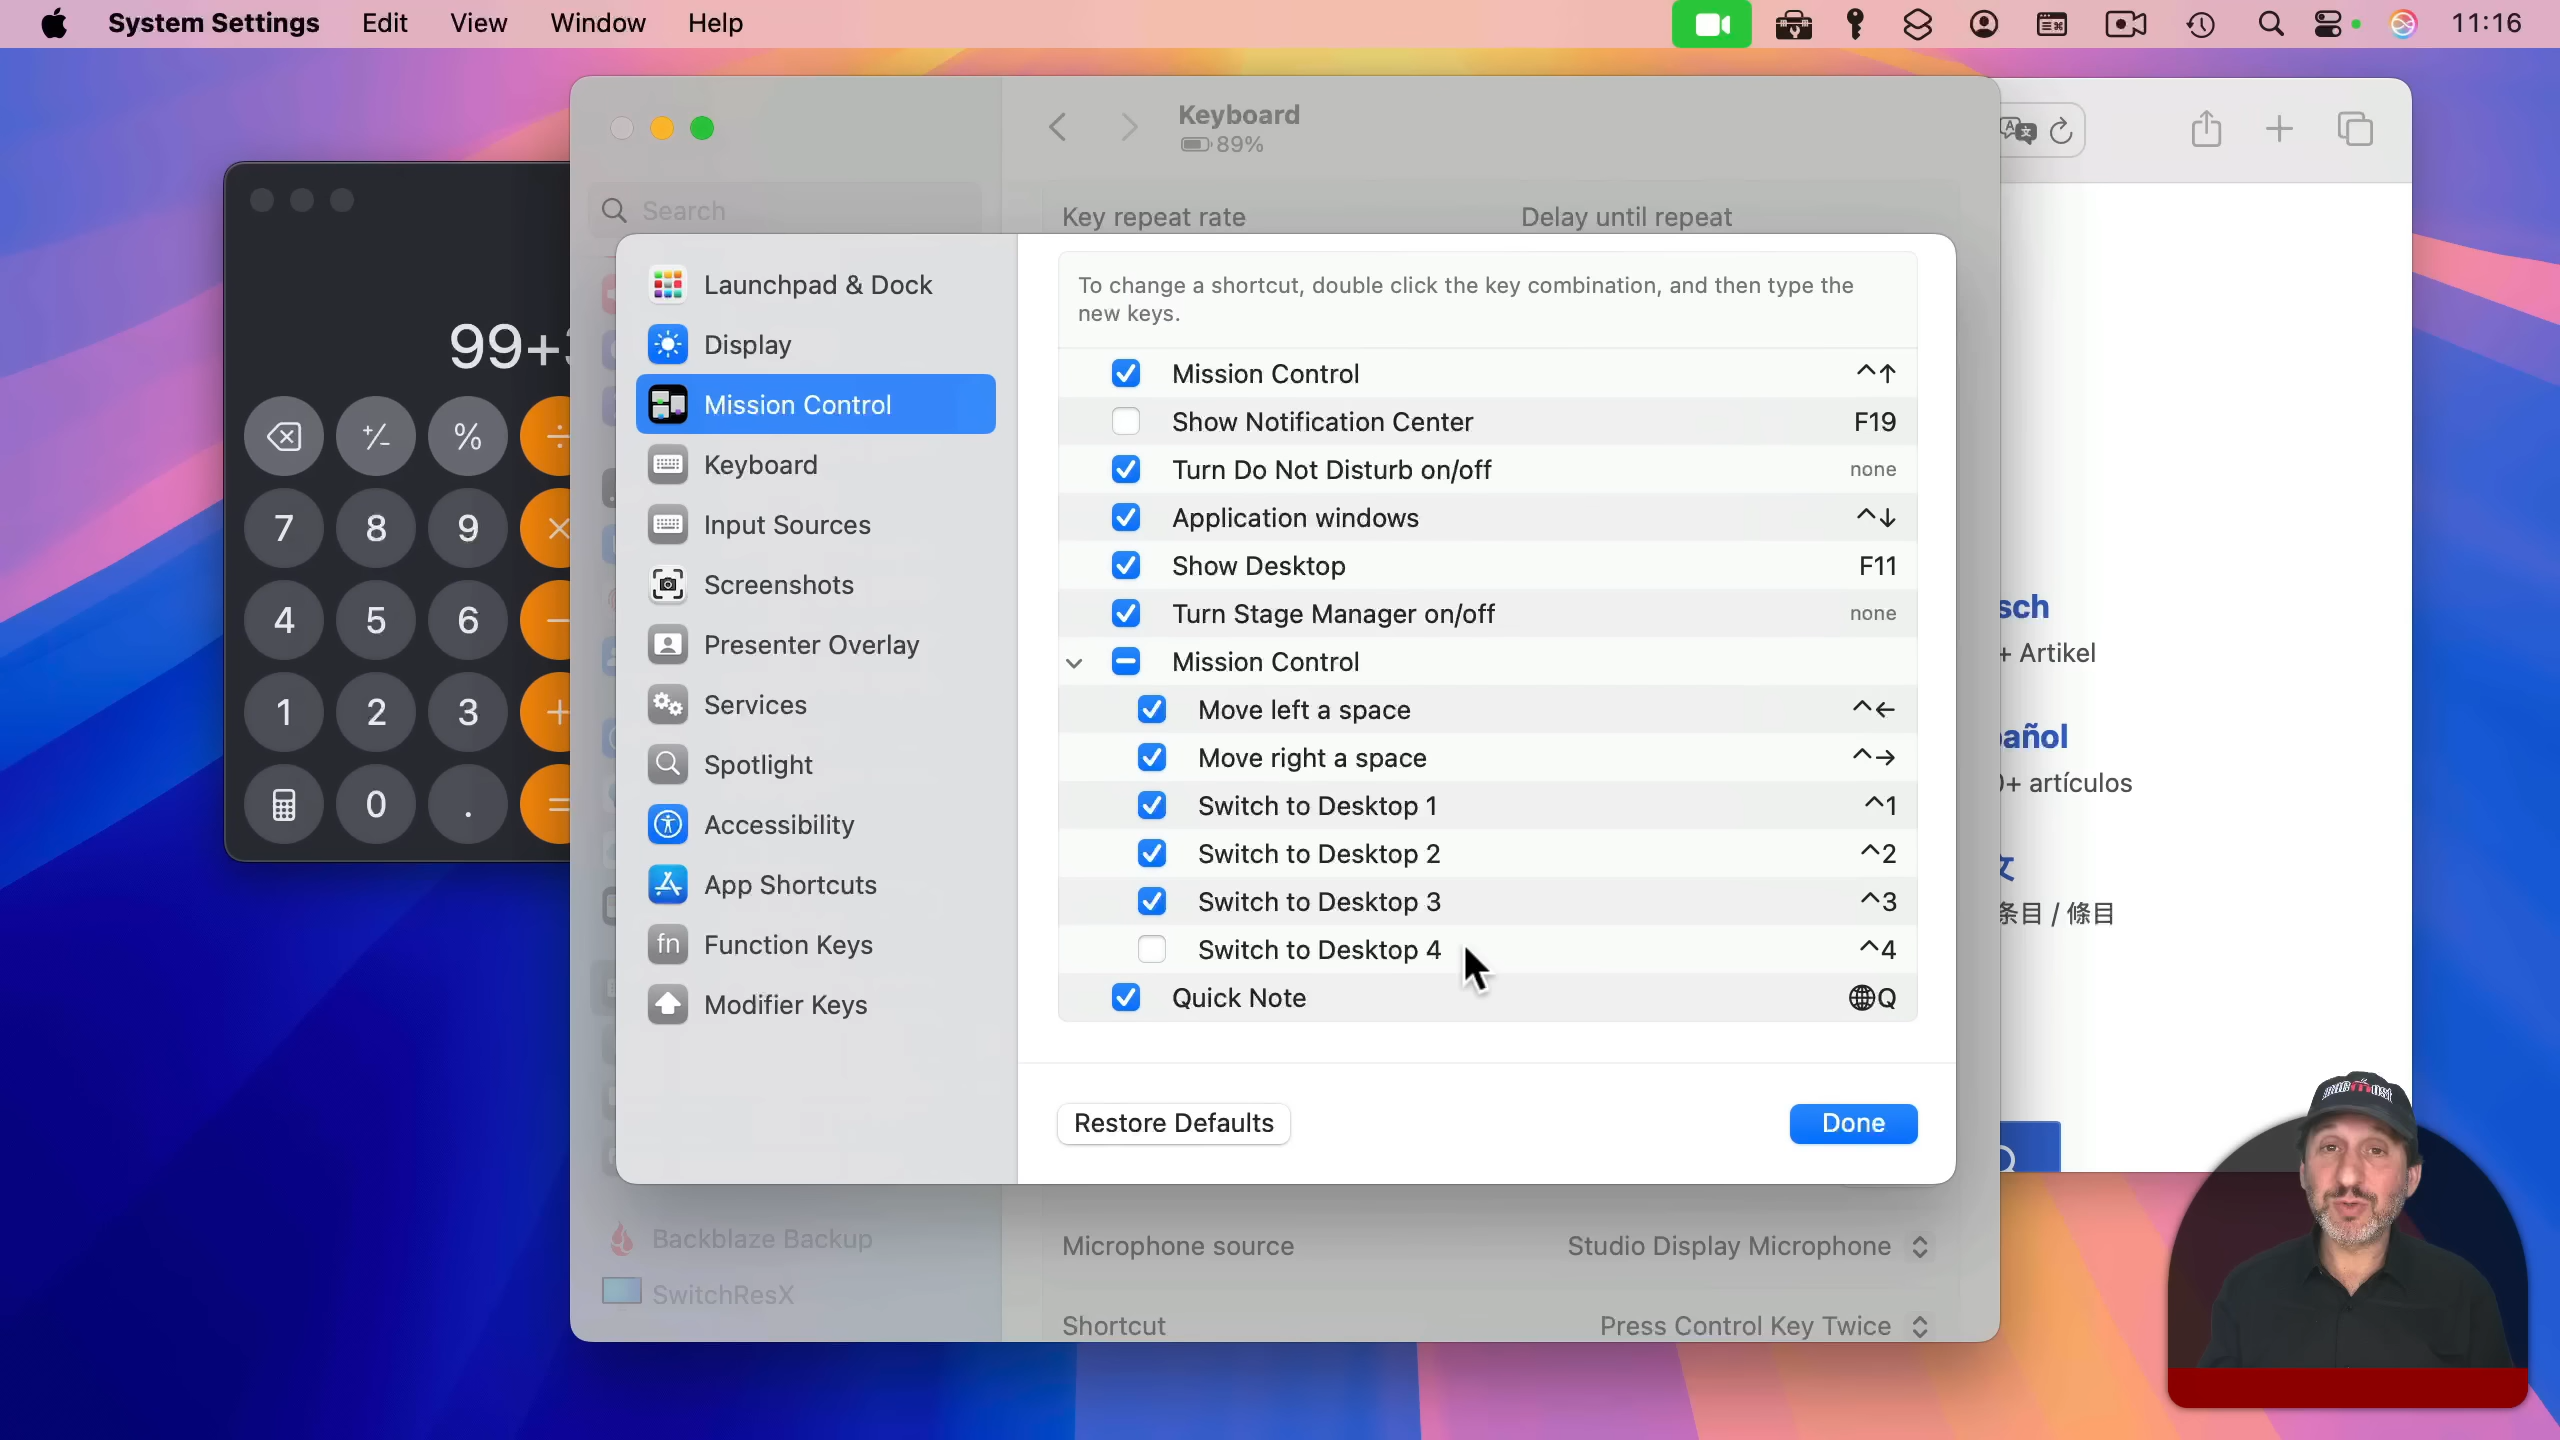 System Settings Edit View Window Help 11:16
Keyboard
89%
Search
Key repeat rate Delay until repeat
99+
% ÷
7 8 9 ×
4 5 6 −
1 2 3 +
0 . =
Launchpad & Dock
Display
Mission Control
Keyboard
Input Sources
Screenshots
Presenter Overlay
Services
Spotlight
Accessibility
App Shortcuts
fn Function Keys
Modifier Keys
To change a shortcut, double click the key combination, and then type the
new keys.
Mission Control ^↑
Show Notification Center F19
Turn Do Not Disturb on/off none
Application windows ^↓
Show Desktop F11
Turn Stage Manager on/off none
Mission Control
Move left a space ^←
Move right a space ^→
Switch to Desktop 1 ^1
Switch to Desktop 2 ^2
Switch to Desktop 3 ^3
Switch to Desktop 4 ^4
Quick Note 🌐Q
Restore Defaults Done
sch
+ Artikel
añol
+ artículos
文
条目 / 條目
Backblaze Backup
SwitchResX
Microphone source Studio Display Microphone
Shortcut Press Control Key Twice